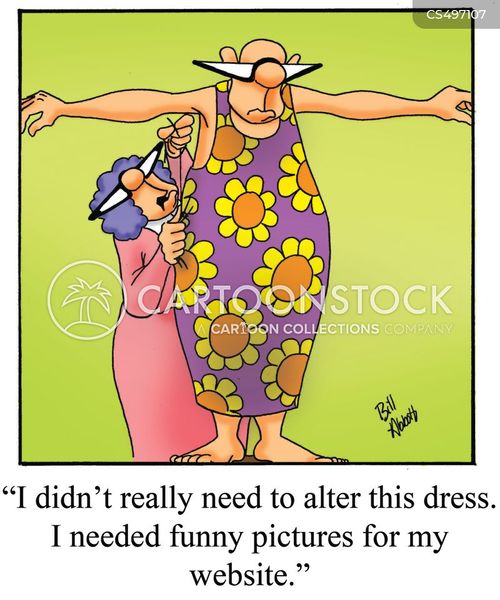 CS497107
CARTOONSTOCK
A CARTOON COLLECTIONS COMPANY
Bill
Abbott
“I didn’t really need to alter this dress.
I needed funny pictures for my
website.”